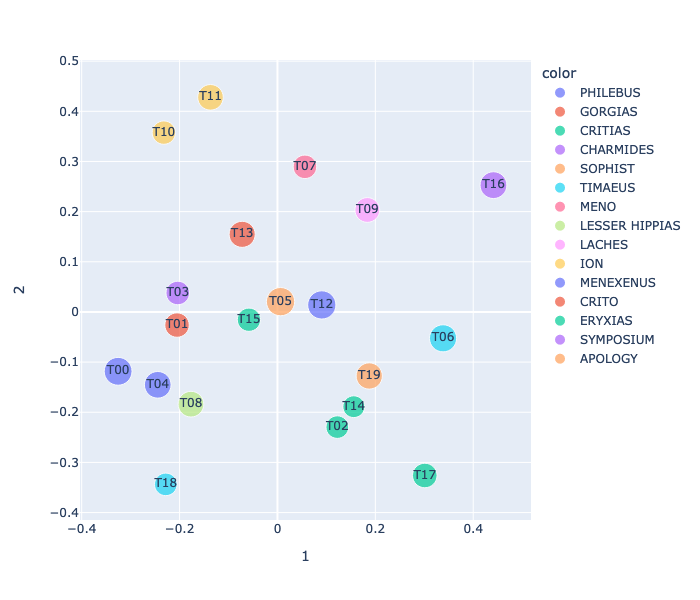 0.5
0.4
0.3
0.2
0.1
0
−0.1
−0.2
−0.3
−0.4
2
−0.4
−0.2
0
0.2
0.4
1
T11
T10
T07
T16
T09
T13
T03
T05
T12
T15
T01
T06
T00
T19
T04
T08
T14
T02
T17
T18
color
PHILEBUS
GORGIAS
CRITIAS
CHARMIDES
SOPHIST
TIMAEUS
MENO
LESSER HIPPIAS
LACHES
ION
MENEXENUS
CRITO
ERYXIAS
SYMPOSIUM
APOLOGY